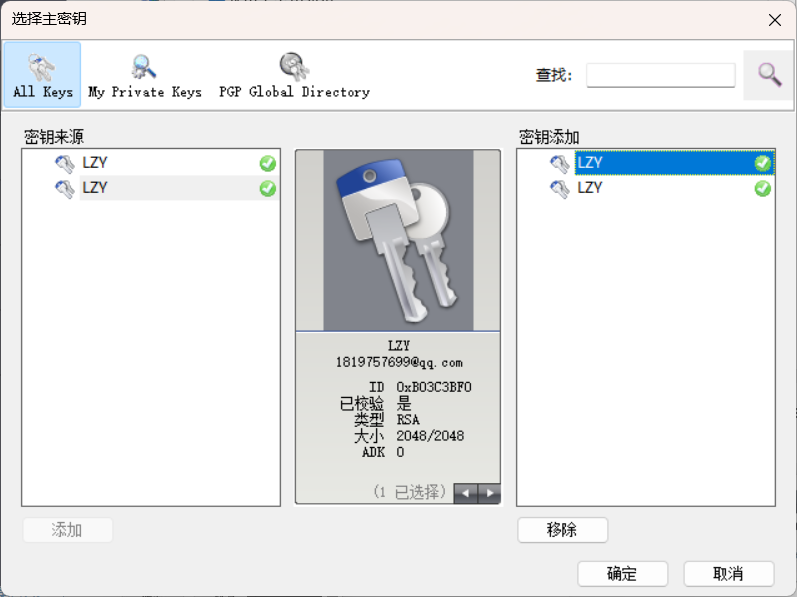 选择主密钥
All Keys
My Private Keys
PGP Global Directory
查找:
密钥来源
LZY
LZY
LZY
1819757699@qq.com
ID 0xB03C3BF0
已校验 是
类型 RSA
大小 2048/2048
ADK 0
(1 已选择)
密钥添加
LZY
LZY
添加
移除
确定
取消